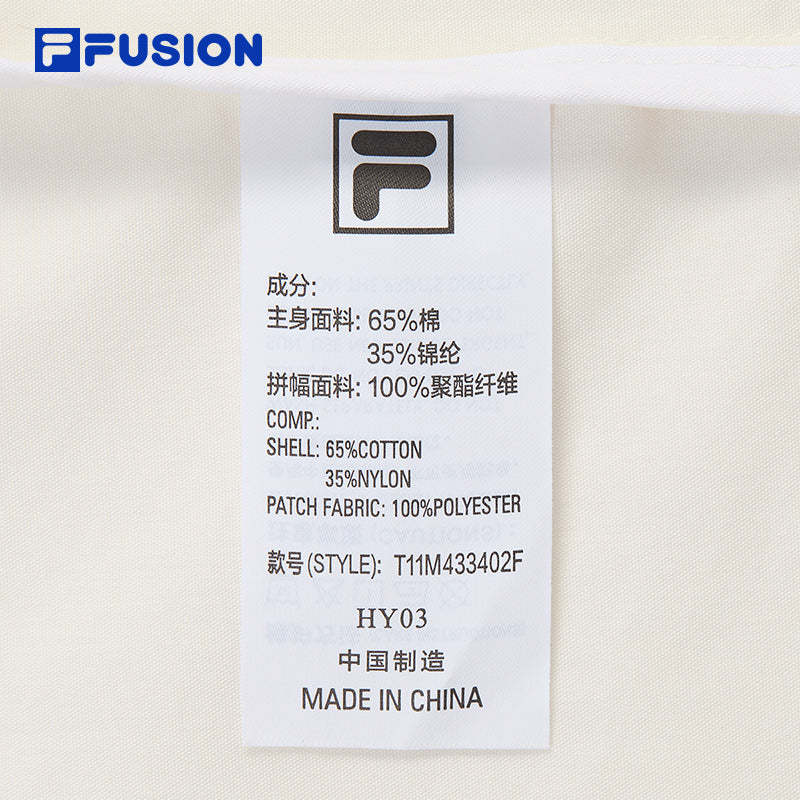 FUSION
成分:
主身面料: 65%棉
35%锦纶
拼幅面料: 100%聚酯纤维
COMP.:
SHELL: 65%COTTON
35%NYLON
PATCH FABRIC: 100%POLYESTER
款号(STYLE): T11M433402F
HY03
中国制造
MADE IN CHINA